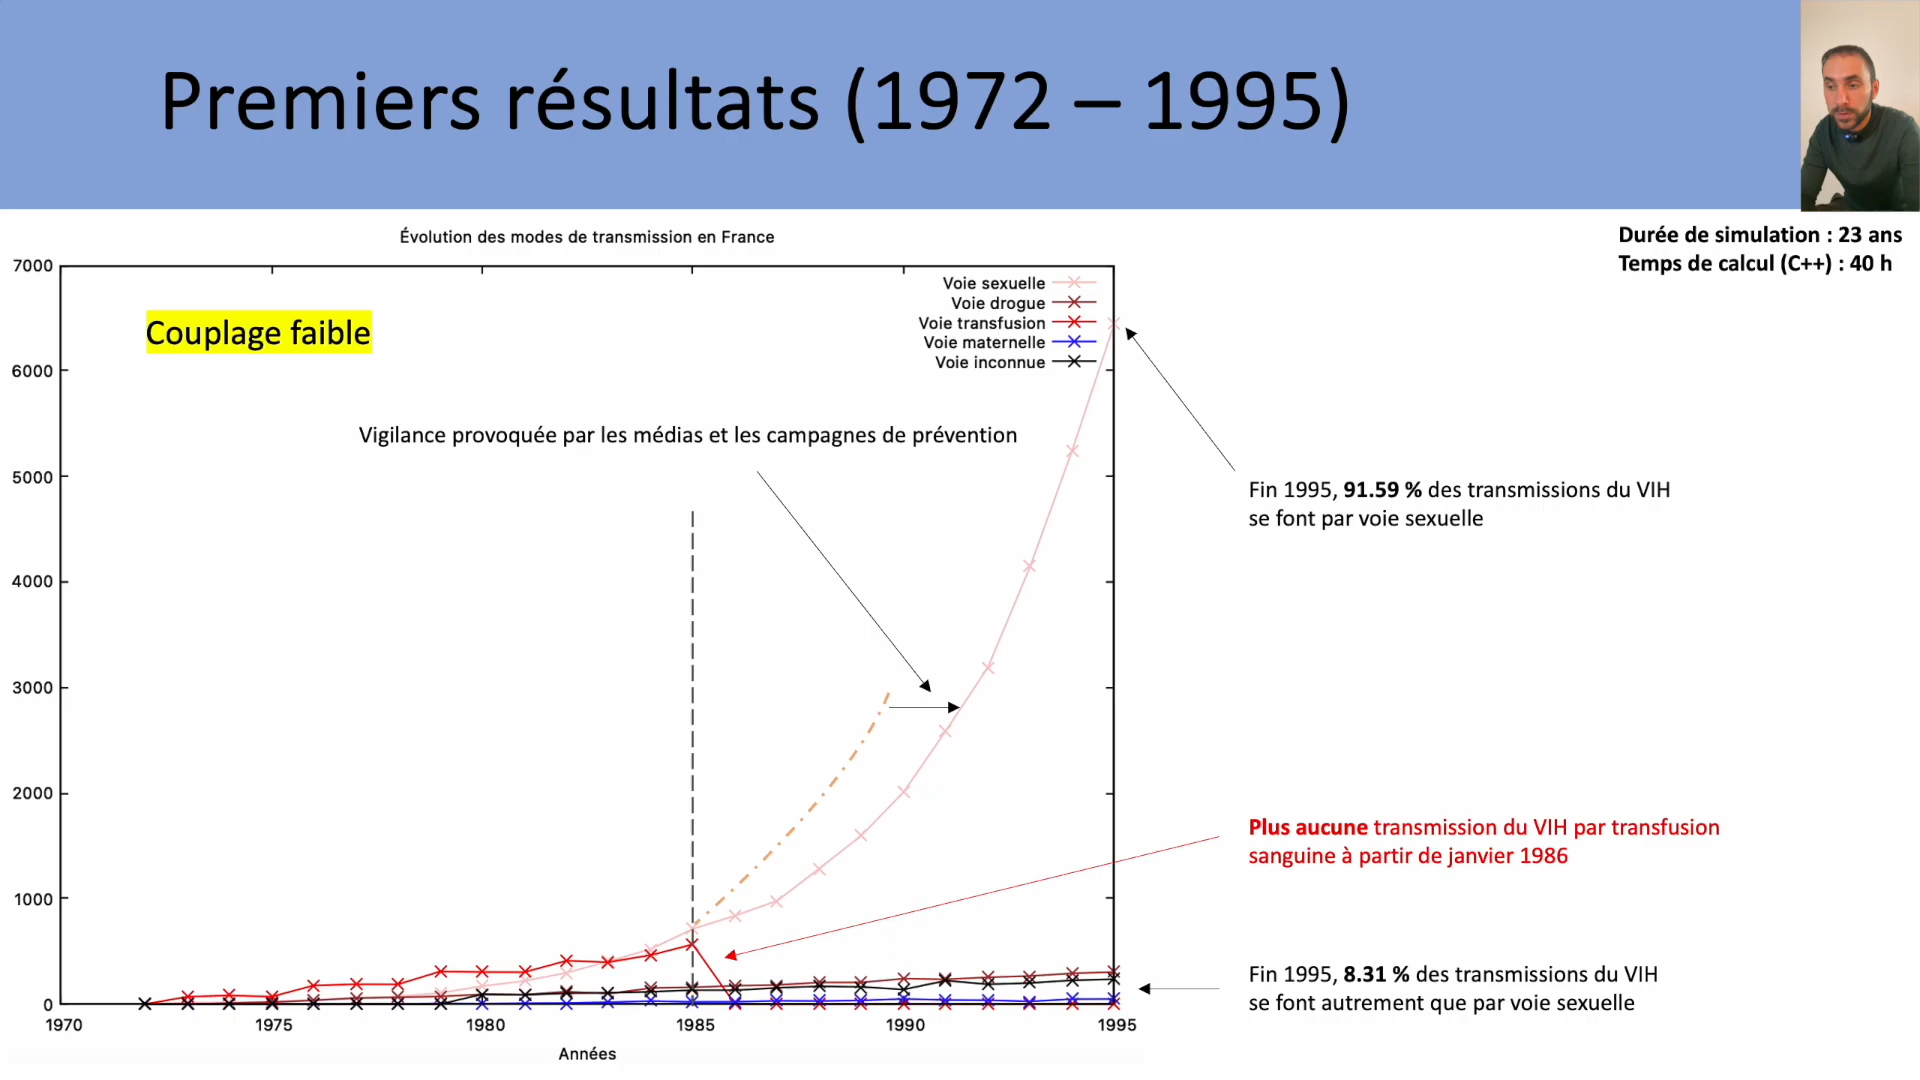 Premiers résultats (1972 – 1995)
Durée de simulation : 23 ans
Temps de calcul (C++) : 40 h
Évolution des modes de transmission en France
7000
6000
5000
4000
3000
2000
1000
0
Couplage faible
Voie sexuelle
Voie drogue
Voie transfusion
Voie maternelle
Voie inconnue
Vigilance provoquée par les médias et les campagnes de prévention
Fin 1995, 91.59 % des transmissions du VIH
se font par voie sexuelle
Plus aucune transmission du VIH par transfusion
sanguine à partir de janvier 1986
Fin 1995, 8.31 % des transmissions du VIH
se font autrement que par voie sexuelle
1970 1975 1980 1985 1990 1995
Années